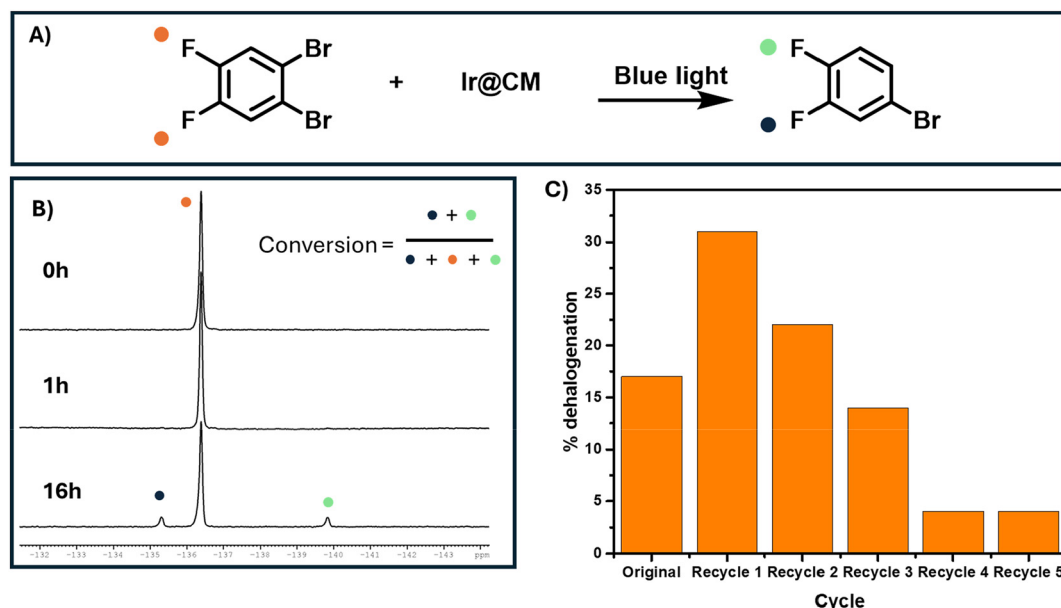 A)
F
Br
F
Br
+
Ir@CM
Blue light
F
F
Br
B)
0h
1h
16h
Conversion =
+
+ +
−132 −133 −134 −135 −136 −137 −138 −139 −140 −141 −142 −143 ppm
C)
% dehalogenation
35
30
25
20
15
10
5
0
Original Recycle 1 Recycle 2 Recycle 3 Recycle 4 Recycle 5
Cycle